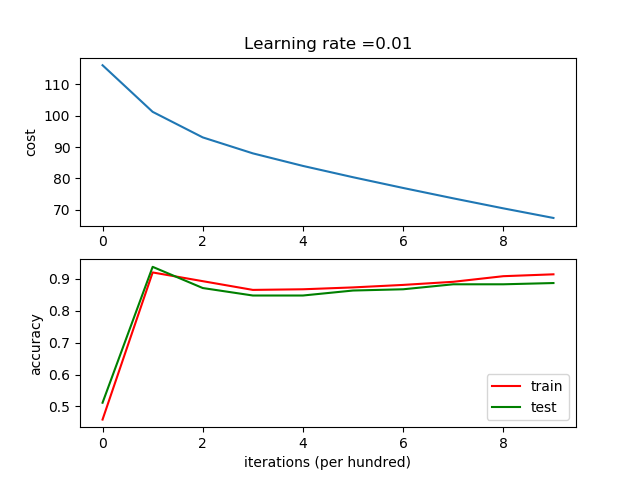 Learning rate =0.01
110
100
90
80
70
cost
0 2 4 6 8
0.9
0.8
0.7
0.6
0.5
accuracy
train
test
0 2 4 6 8
iterations (per hundred)